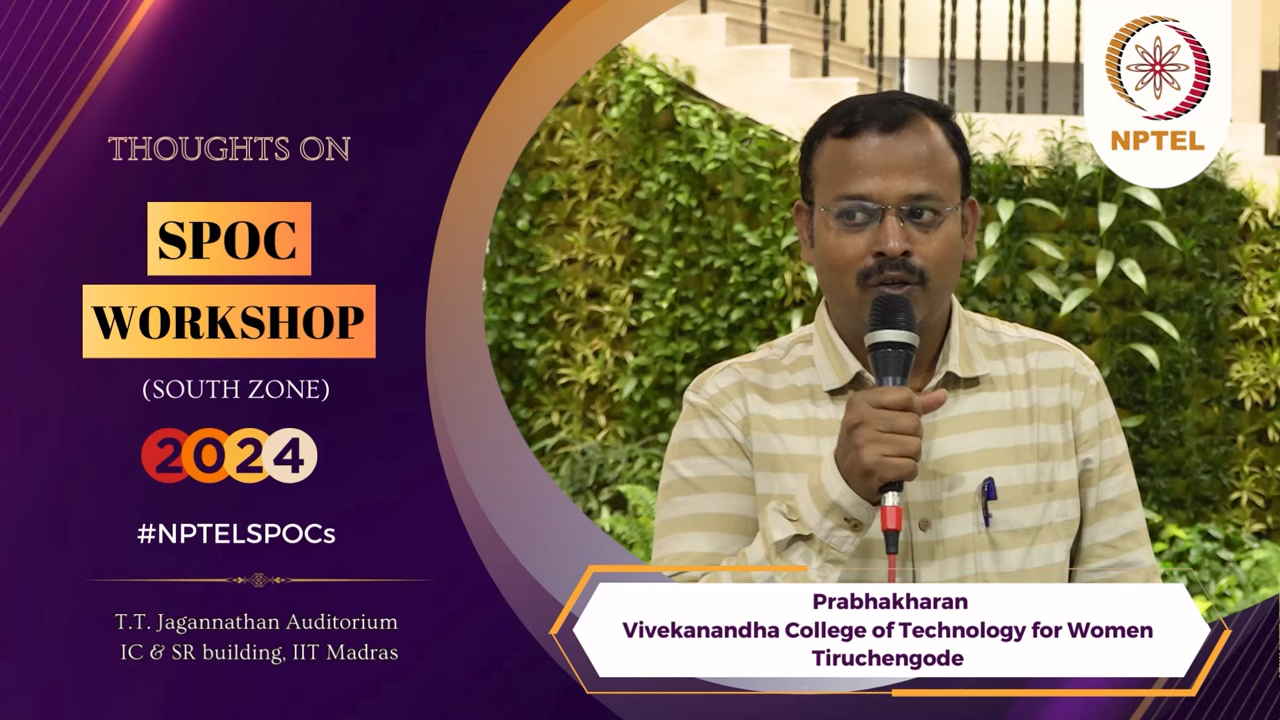 THOUGHTS ON
SPOC
WORKSHOP
(SOUTH ZONE)
2024
#NPTELSPOCs
T.T. Jagannathan Auditorium
IC & SR building, IIT Madras
NPTEL
Prabhakharan
Vivekanandha College of Technology for Women
Tiruchengode